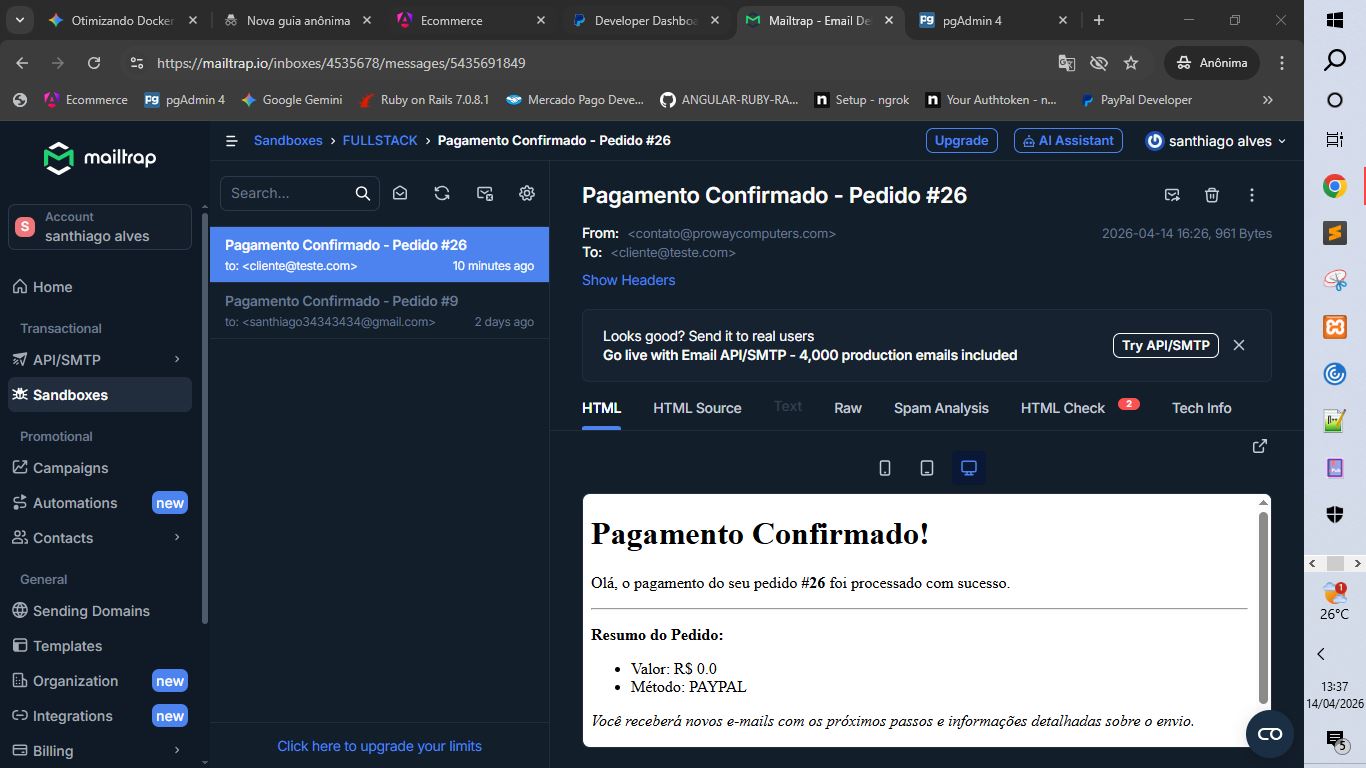 Otimizando Docker
Nova guia anônima
Ecommerce
Developer Dashboa
Mailtrap - Email De
pgAdmin 4
https://mailtrap.io/inboxes/4535678/messages/5435691849
Anônima
Ecommerce
pgAdmin 4
Google Gemini
Ruby on Rails 7.0.8.1
Mercado Pago Deve...
ANGULAR-RUBY-RA...
Setup - ngrok
Your Authtoken - n...
PayPal Developer
»
mailtrap
Account
S
santhiago alves
Home
Transactional
API/SMTP
Sandboxes
Promotional
Campaigns
Automations new
Contacts
General
Sending Domains
Templates
Organization new
Integrations new
Billing
Sandboxes › FULLSTACK › Pagamento Confirmado - Pedido #26
Upgrade
AI Assistant
santhiago alves
Search...
Pagamento Confirmado - Pedido #26
to: <cliente@teste.com> 10 minutes ago
Pagamento Confirmado - Pedido #9
to: <santhiago34343434@gmail.com> 2 days ago
Click here to upgrade your limits
Pagamento Confirmado - Pedido #26
From: <contato@prowaycomputers.com> 2026-04-14 16:26, 961 Bytes
To: <cliente@teste.com>
Show Headers
Looks good? Send it to real users
Go live with Email API/SMTP - 4,000 production emails included
Try API/SMTP
HTML HTML Source Text Raw Spam Analysis HTML Check 2 Tech Info
Pagamento Confirmado!
Olá, o pagamento do seu pedido #26 foi processado com sucesso.
Resumo do Pedido:
• Valor: R$ 0.0
• Método: PAYPAL
Você receberá novos e-mails com os próximos passos e informações detalhadas sobre o envio.
1
26°C
13:37
14/04/2026
5